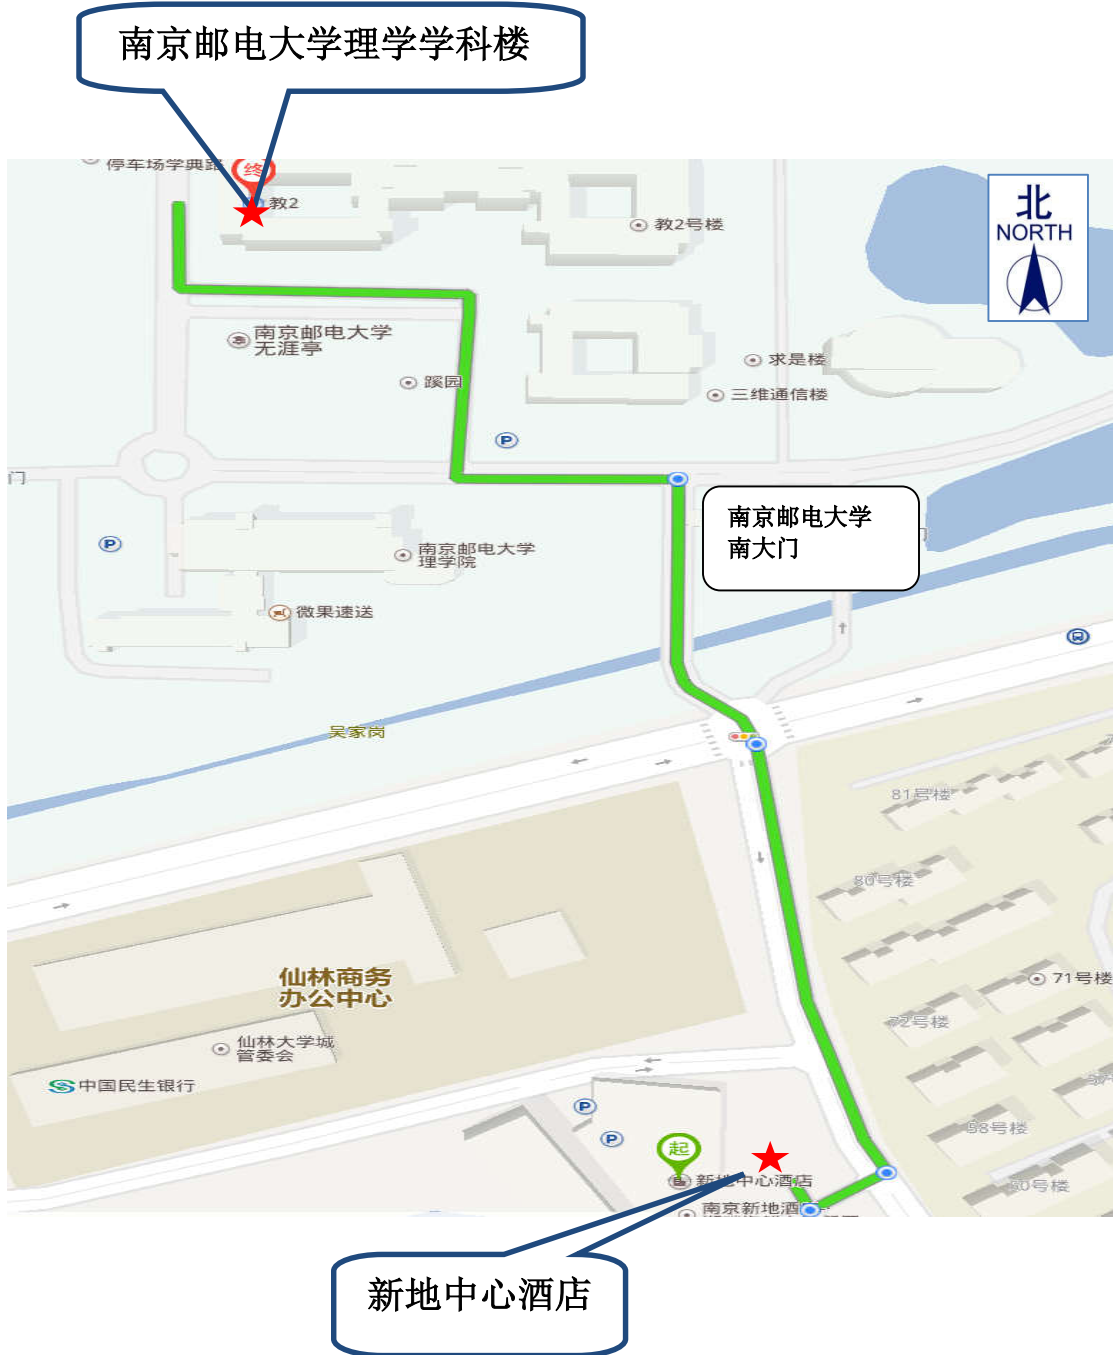 南京邮电大学理学学科楼
停车场学典路
终
教2
教2号楼
北
NORTH
南京邮电大学
无涯亭
求是楼
蹊园
三维通信楼
P
门
南京邮电大学
南大门
P
南京邮电大学
理学院
微果速送
吴家岗
81号楼
80号楼
仙林商务
办公中心
71号楼
72号楼
仙林大学城
管委会
中国民生银行
P
P
58号楼
起
新地中心酒店
60号楼
南京新地酒店
新地中心酒店